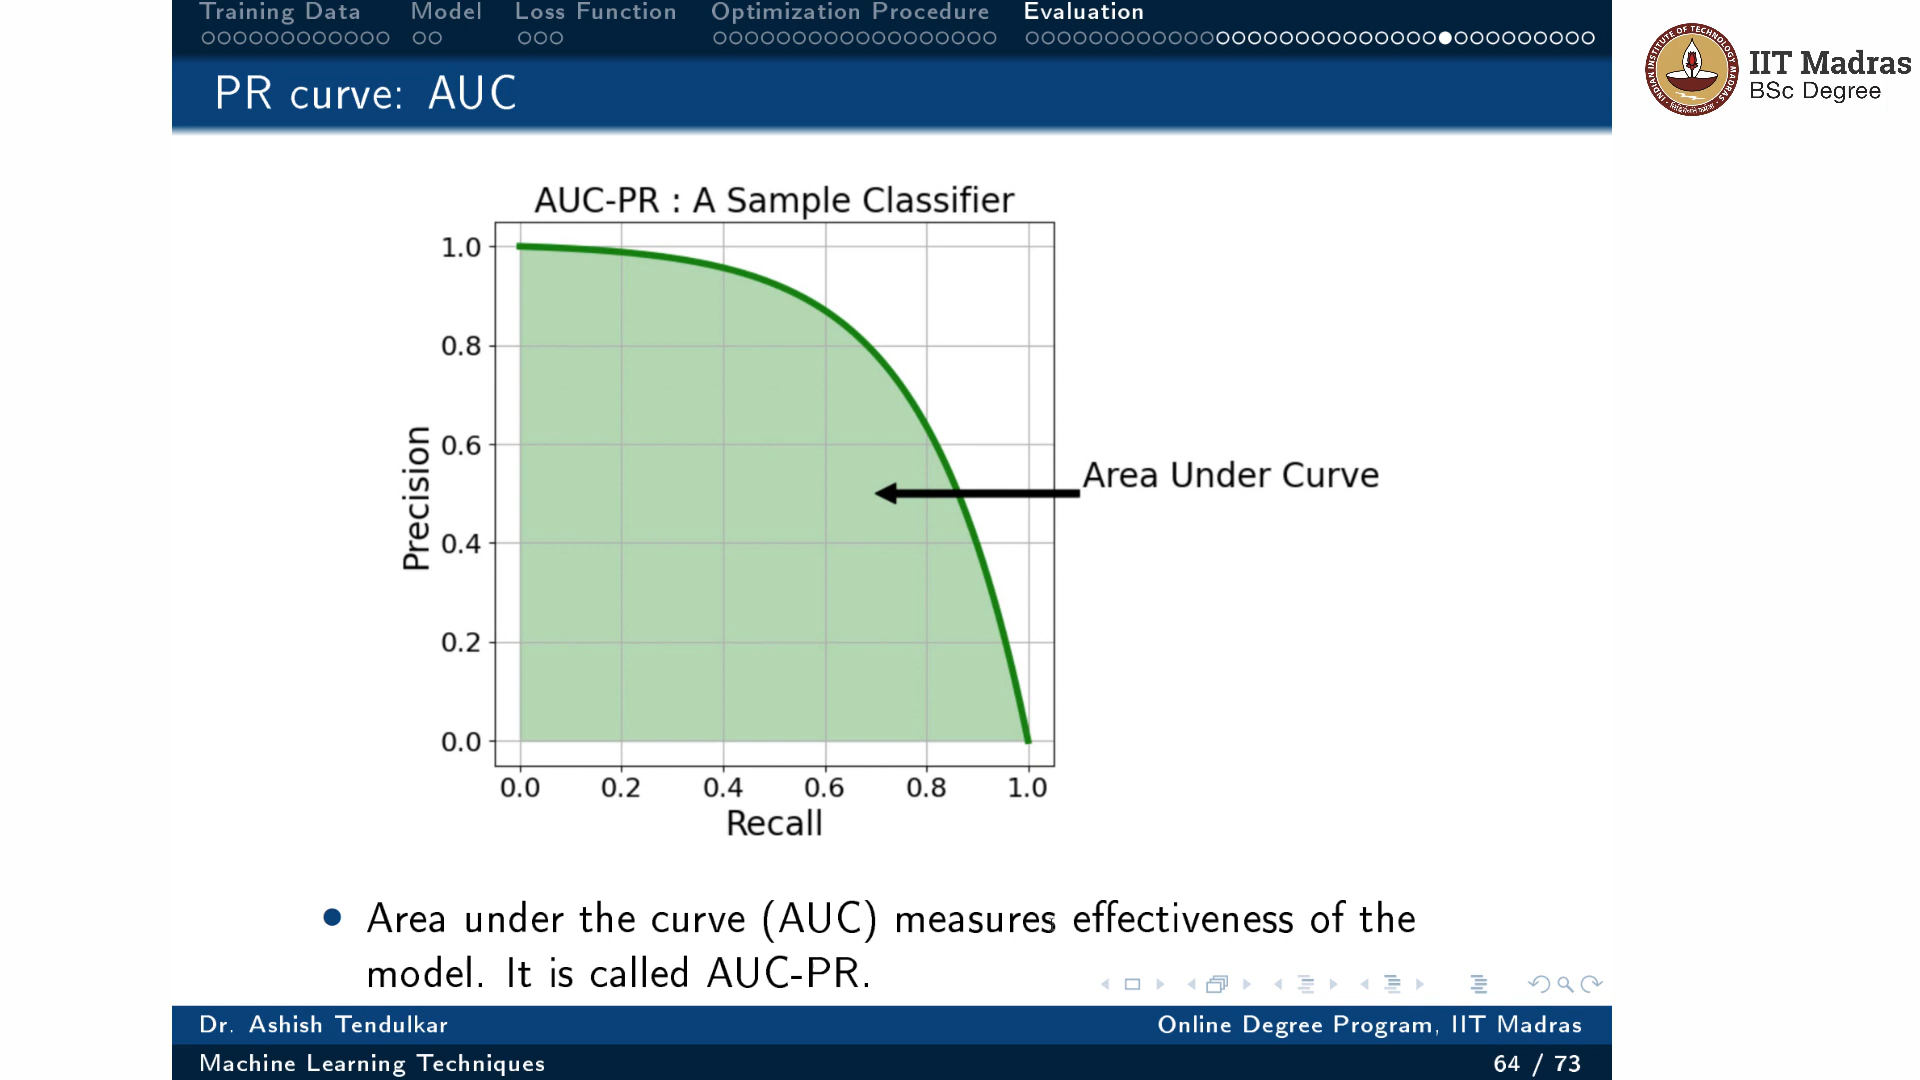 Training Data Model Loss Function Optimization Procedure Evaluation
IIT Madras
BSc Degree
PR curve: AUC
AUC-PR : A Sample Classifier
1.0
0.8
0.6
0.4
0.2
0.0
Precision
Area Under Curve
0.0 0.2 0.4 0.6 0.8 1.0
Recall
Area under the curve (AUC) measures effectiveness of the
model. It is called AUC-PR.
Dr. Ashish Tendulkar Online Degree Program, IIT Madras
Machine Learning Techniques 64 / 73